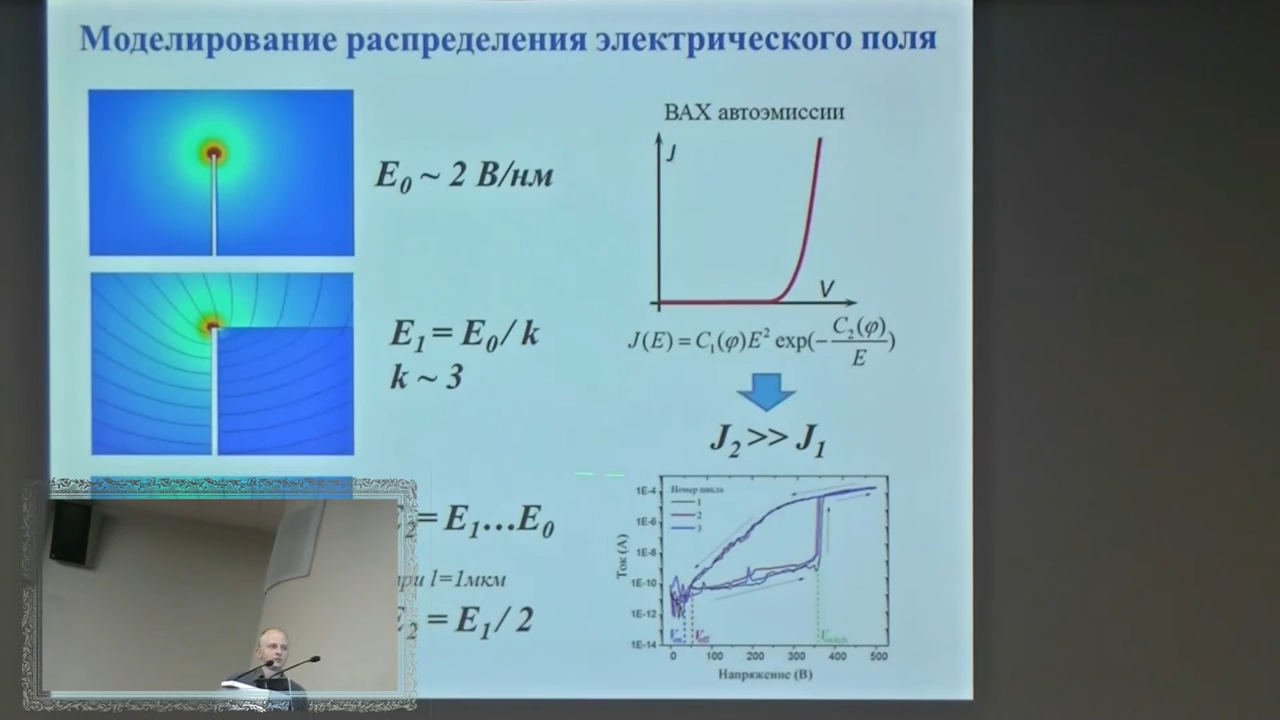 Моделирование распределения электрического поля
E₀ ~ 2 В/нм
E₁ = E₀ / k
k ~ 3
= E₁…E₀
при l=1мкм
E₂ = E₁ / 2
ВАХ автоэмиссии
J
V
J(E) = C₁(φ)E² exp(-C₂(φ)/E)
J₂ >> J₁
Номер цикла
1
2
3
Ток (А)
1E-4
1E-6
1E-8
1E-10
1E-12
1E-14
0 100 200 300 400 500
Напряжение (В)